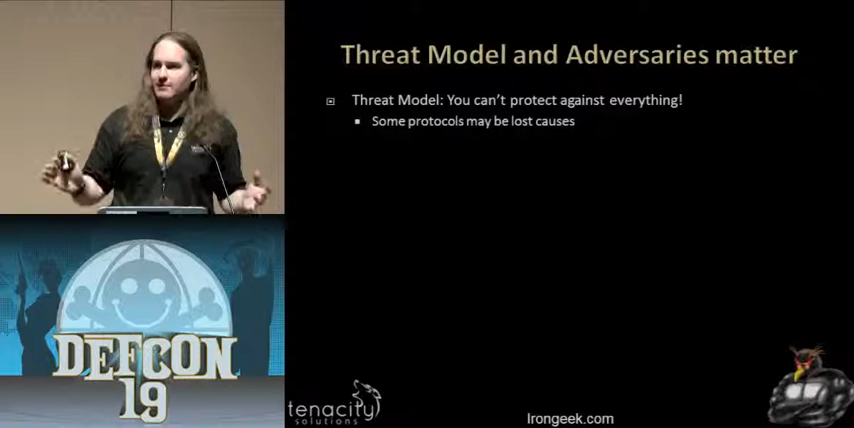 Threat Model and Adversaries matter
Threat Model: You can't protect against everything!
Some protocols may be lost causes
DEFCON
19
tenacity
solutions
Irongeek.com